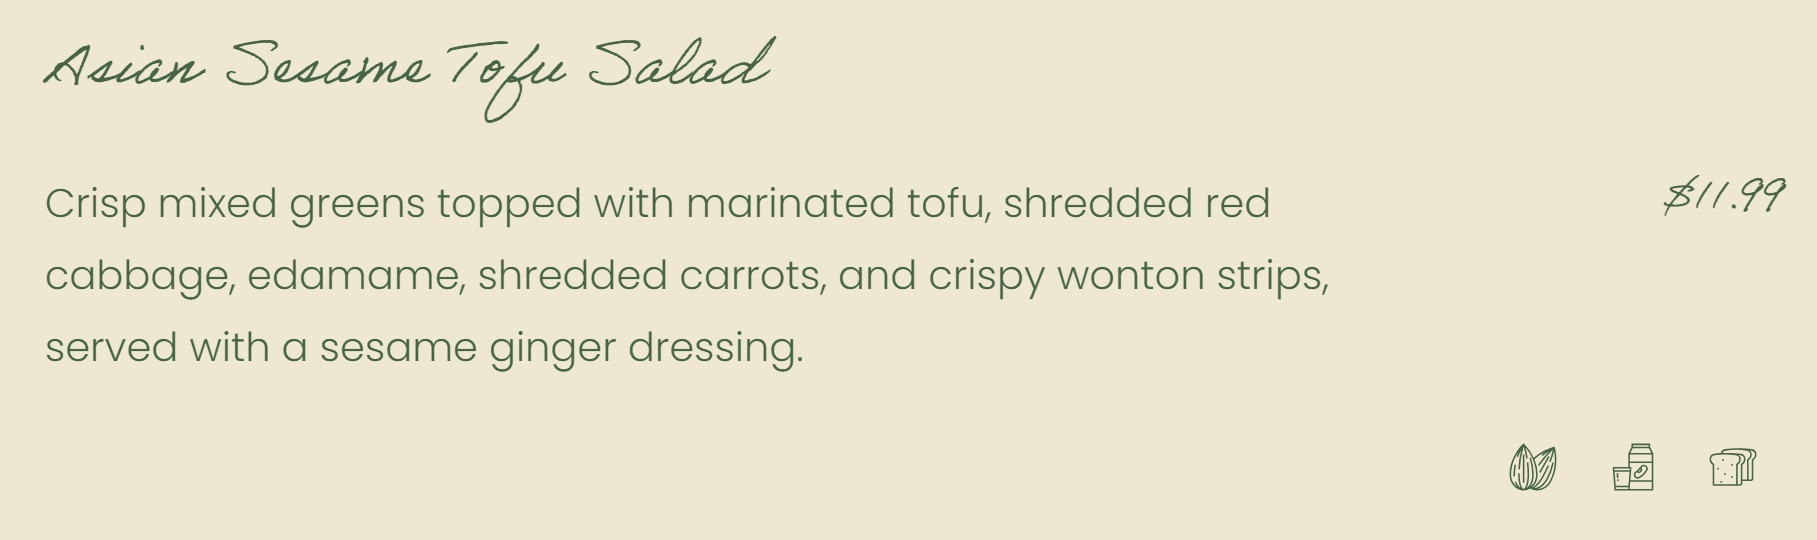 Asian Sesame Tofu Salad
Crisp mixed greens topped with marinated tofu, shredded red
cabbage, edamame, shredded carrots, and crispy wonton strips,
served with a sesame ginger dressing.
$11.99